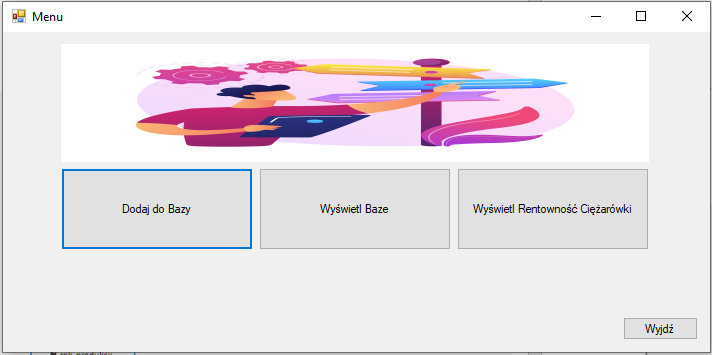 Menu
Dodaj do Bazy
Wyświetl Baze
Wyświetl Rentowność Ciężarówki
Wyjdź